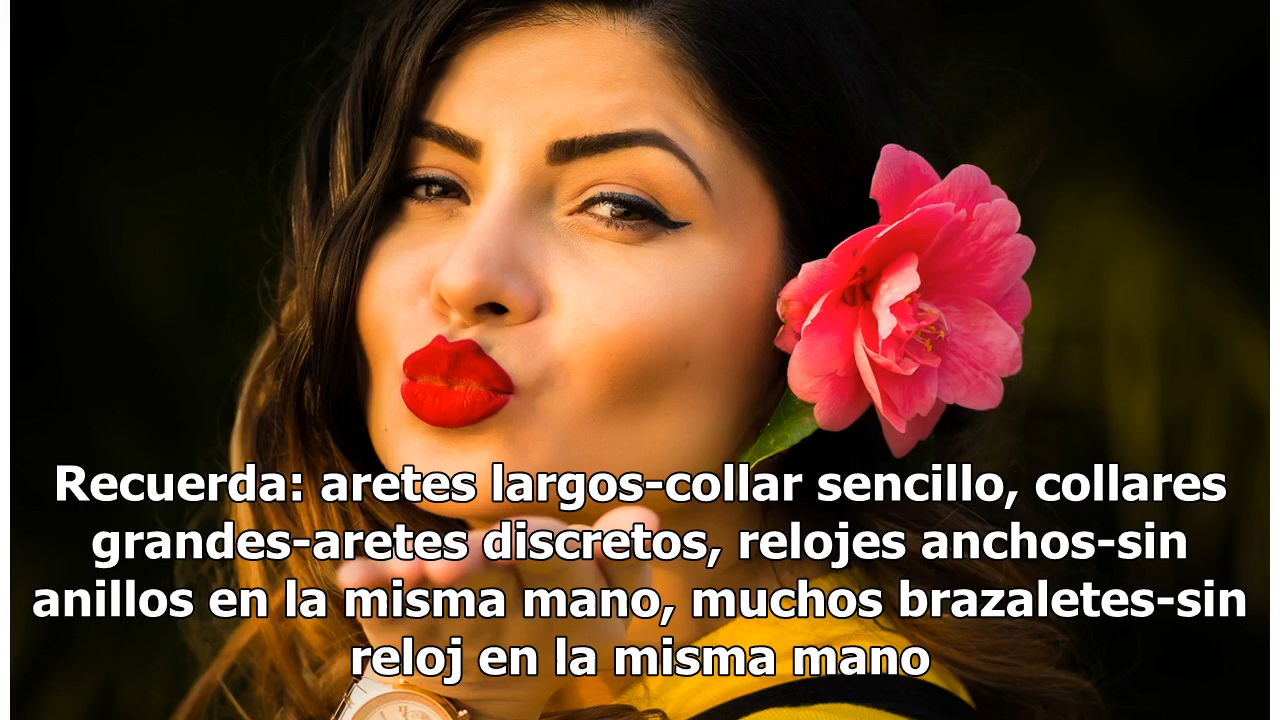 Recuerda: aretes largos-collar sencillo, collares
grandes-aretes discretos, relojes anchos-sin
anillos en la misma mano, muchos brazaletes-sin
reloj en la misma mano